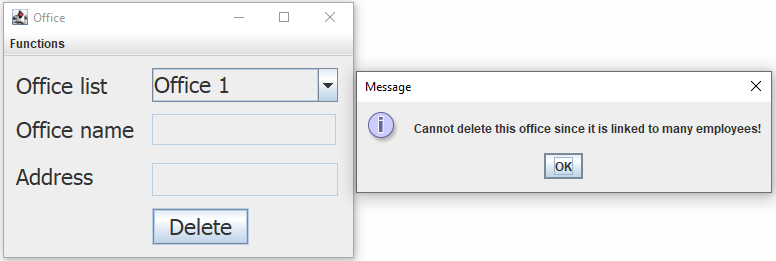 Office
Functions
Office list
Office 1
Office name
Address
Delete
Message
Cannot delete this office since it is linked to many employees!
OK